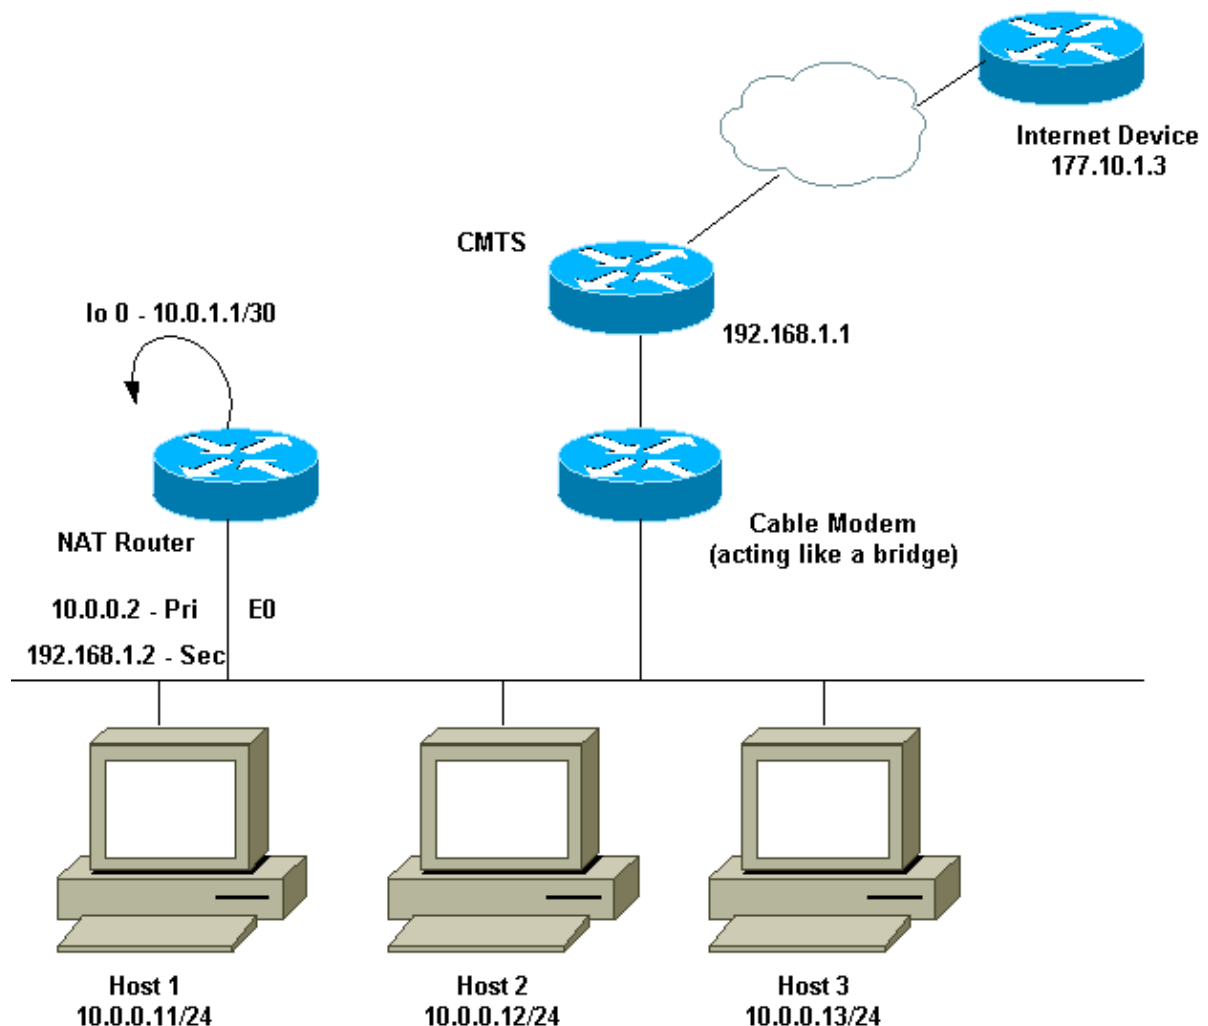 Internet Device
177.10.1.3
CMTS
192.168.1.1
lo 0 - 10.0.1.1/30
NAT Router
10.0.0.2 - Pri
E0
192.168.1.2 - Sec
Cable Modem
(acting like a bridge)
Host 1
10.0.0.11/24
Host 2
10.0.0.12/24
Host 3
10.0.0.13/24